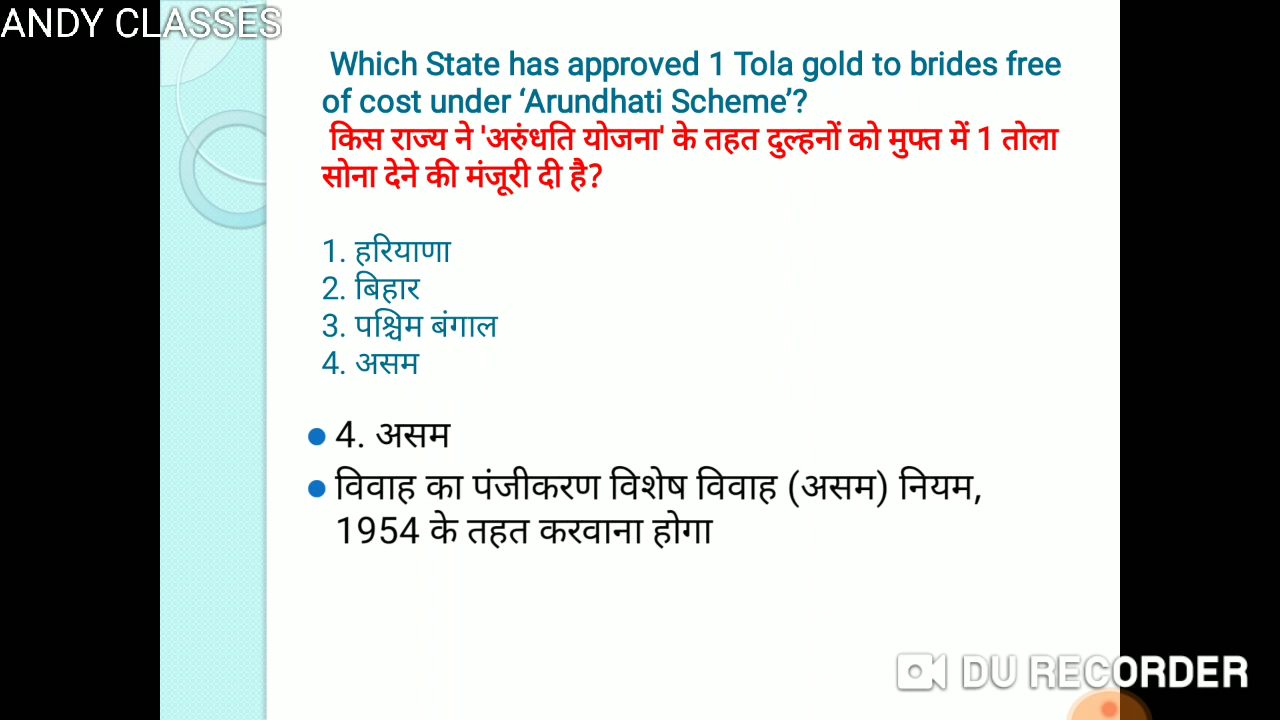 ANDY CLASSES
Which State has approved 1 Tola gold to brides free
of cost under ‘Arundhati Scheme’?
किस राज्य ने 'अरुंधति योजना' के तहत दुल्हनों को मुफ्त में 1 तोला
सोना देने की मंजूरी दी है?
1. हरियाणा
2. बिहार
3. पश्चिम बंगाल
4. असम
4. असम
विवाह का पंजीकरण विशेष विवाह (असम) नियम,
1954 के तहत करवाना होगा
DU RECORDER